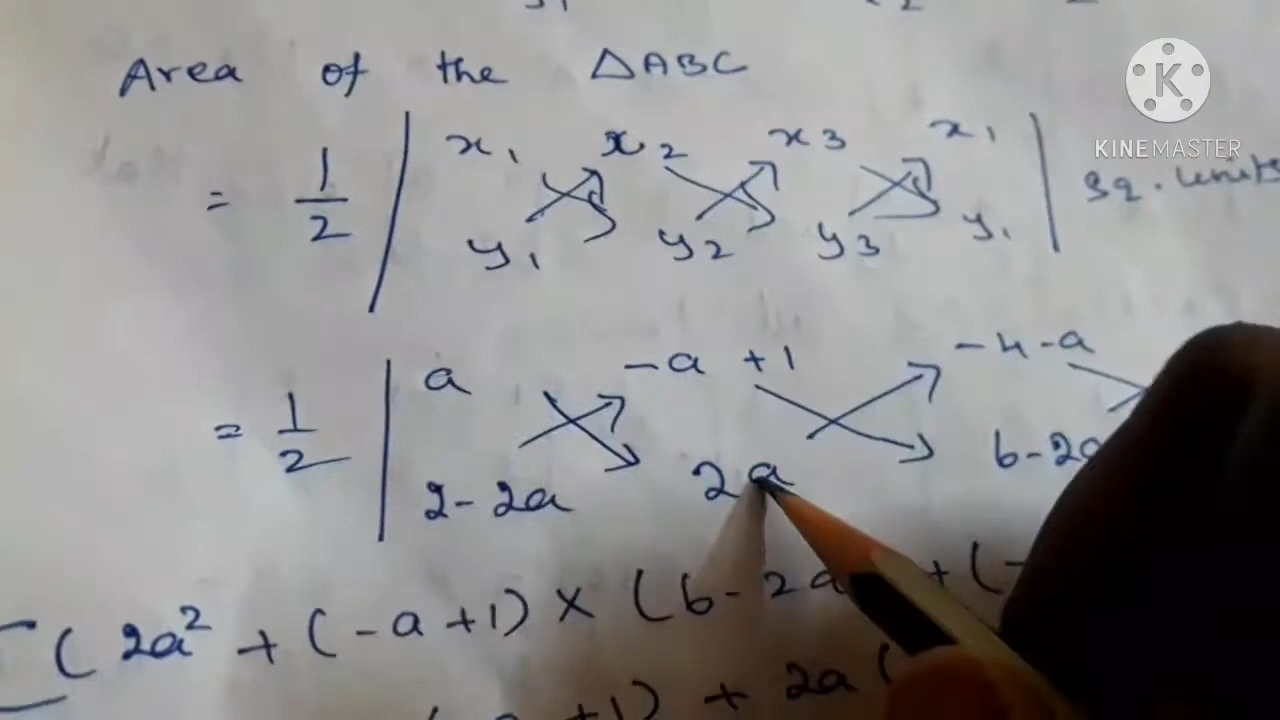 Area of the △ABC
KINEMASTER
= 1/2 | x1 x2 x3 x1 | sq. units
y1 y2 y3 y1
= 1/2 | a -a +1 -4-a
2-2a 2a 6-2a
[(2a² + (-a+1) × (6-2a + (-
+1) + 2a (